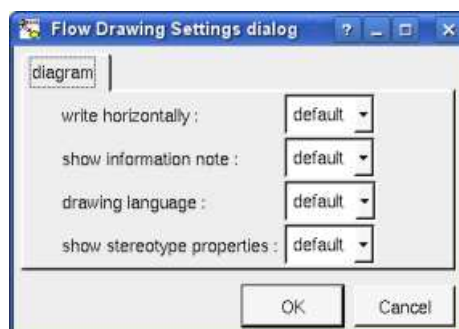 Flow Drawing Settings dialog
diagram
write horizontally : default
show information note : default
drawing language : default
show stereotype properties : default
OK Cancel